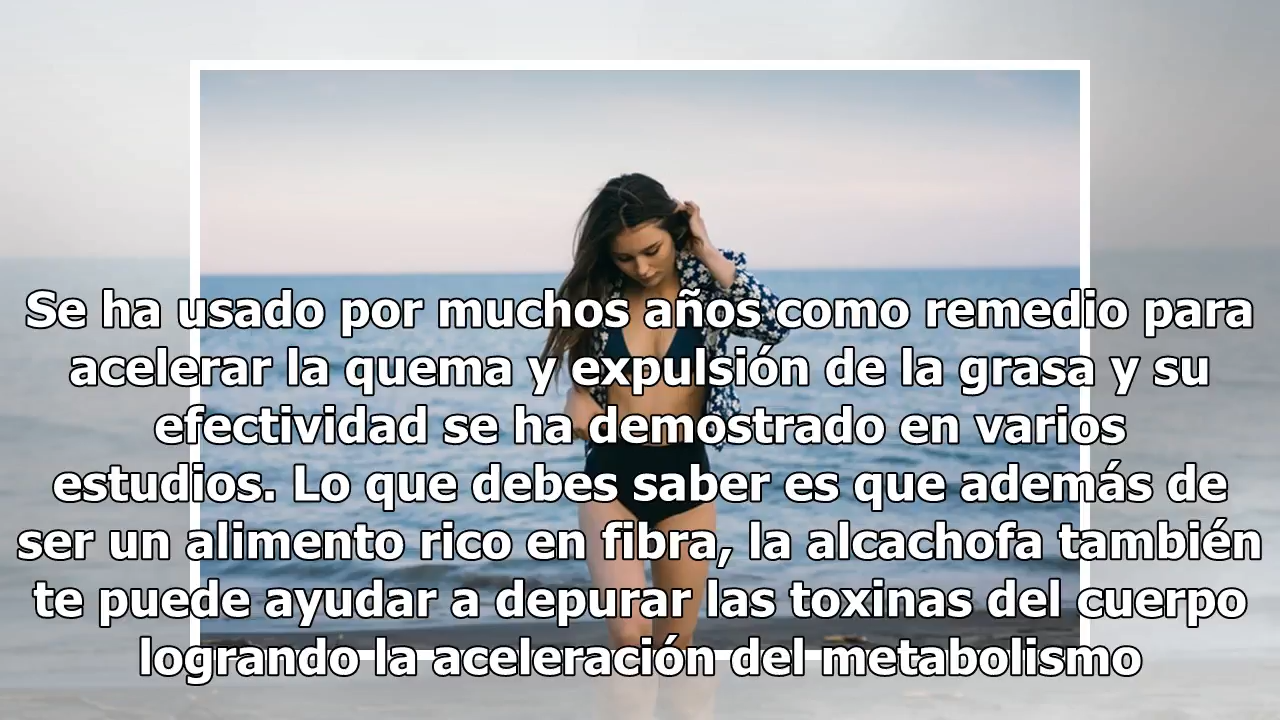 Se ha usado por muchos años como remedio para
acelerar la quema y expulsión de la grasa y su
efectividad se ha demostrado en varios
estudios. Lo que debes saber es que además de
ser un alimento rico en fibra, la alcachofa también
te puede ayudar a depurar las toxinas del cuerpo
logrando la aceleración del metabolismo